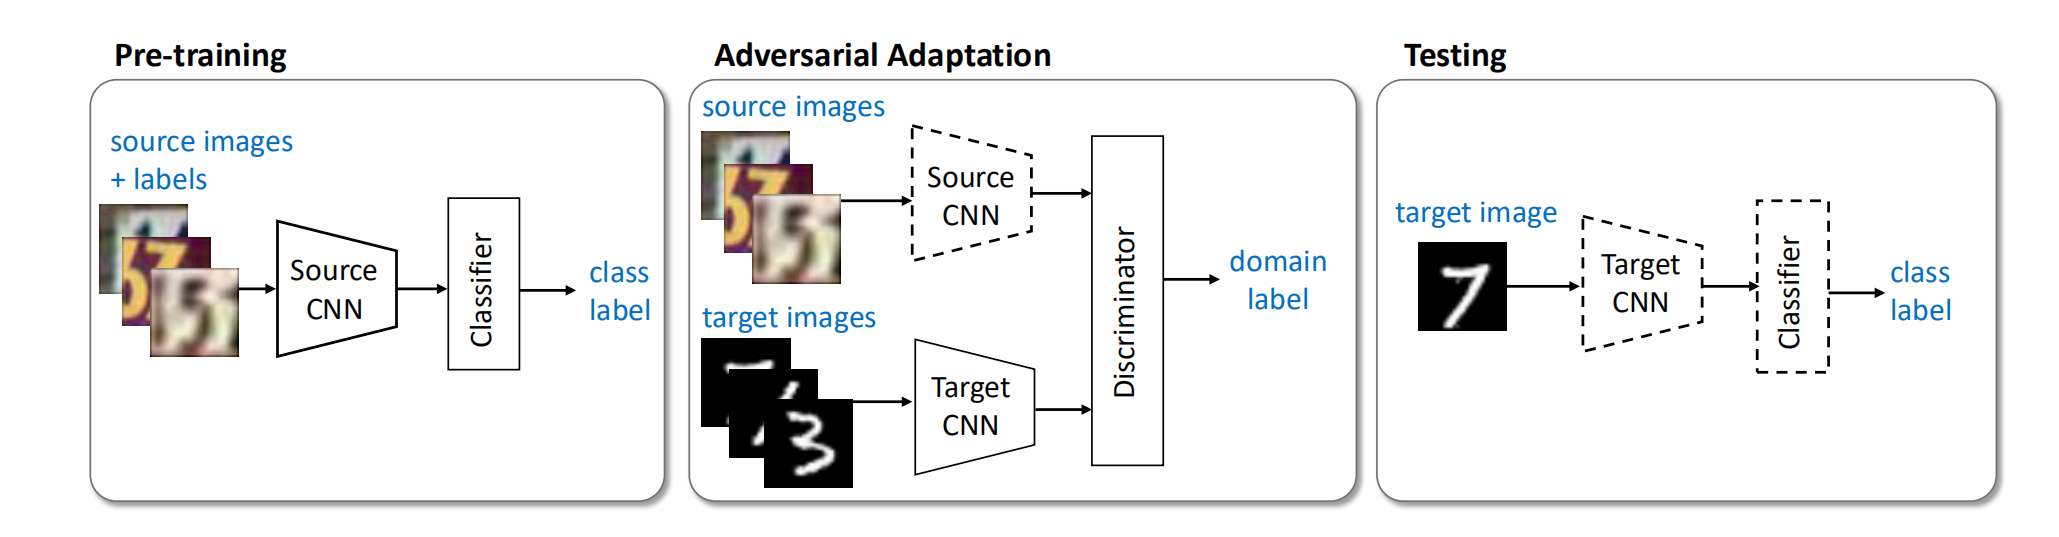 Pre-training
source images
+ labels
Source
CNN
Classifier
class
label
Adversarial Adaptation
source images
Source
CNN
target images
Target
CNN
Discriminator
domain
label
Testing
target image
7
Target
CNN
Classifier
class
label